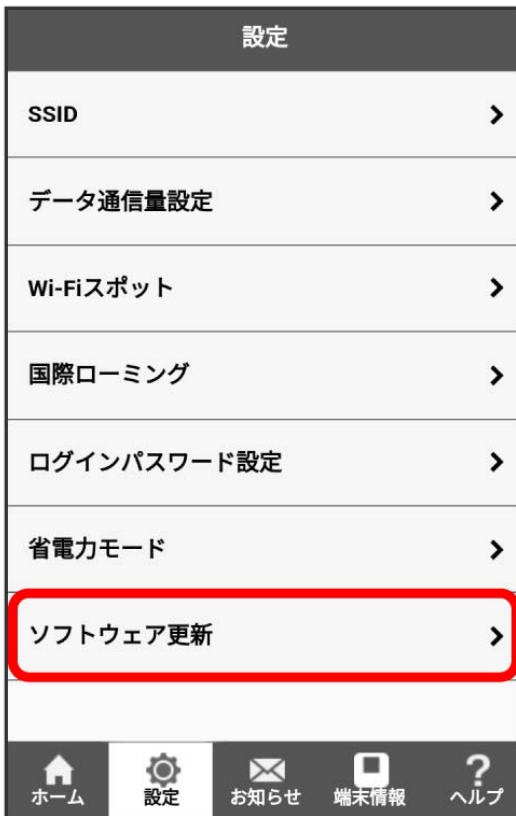 設定
SSID
データ通信量設定
Wi-Fiスポット
国際ローミング
ログインパスワード設定
省電力モード
ソフトウェア更新
ホーム 設定 お知らせ 端末情報 ヘルプ